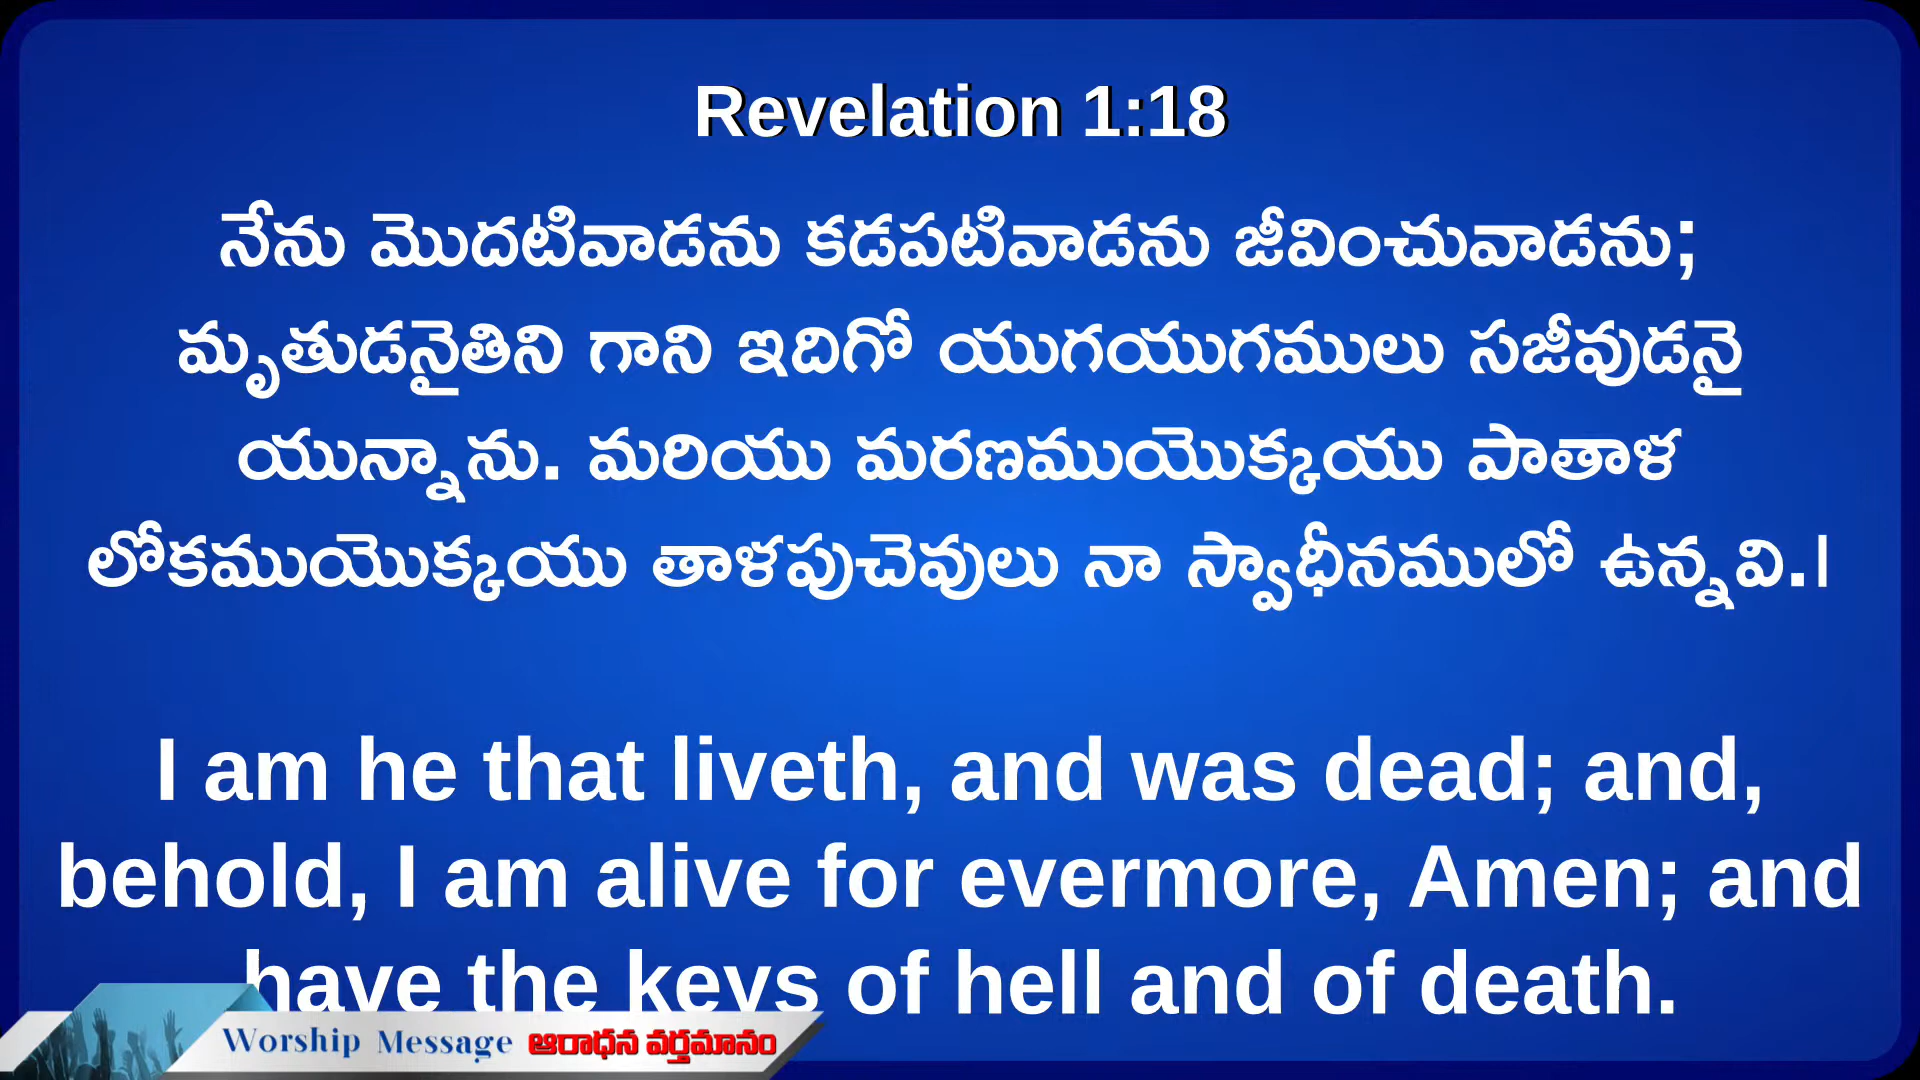 Revelation 1:18
నేను మొదటివాడను కడపటివాడను జీవించువాడను;
మృతుడనైతిని గాని ఇదిగో యుగయుగములు సజీవుడనై
యున్నాను. మరియు మరణముయొక్కయు పాతాళ
లోకముయొక్కయు తాళపుచెవులు నా స్వాధీనములో ఉన్నవి.|
I am he that liveth, and was dead; and,
behold, I am alive for evermore, Amen; and
have the keys of hell and of death.
Worship Message ఆరాధన వర్తమానం